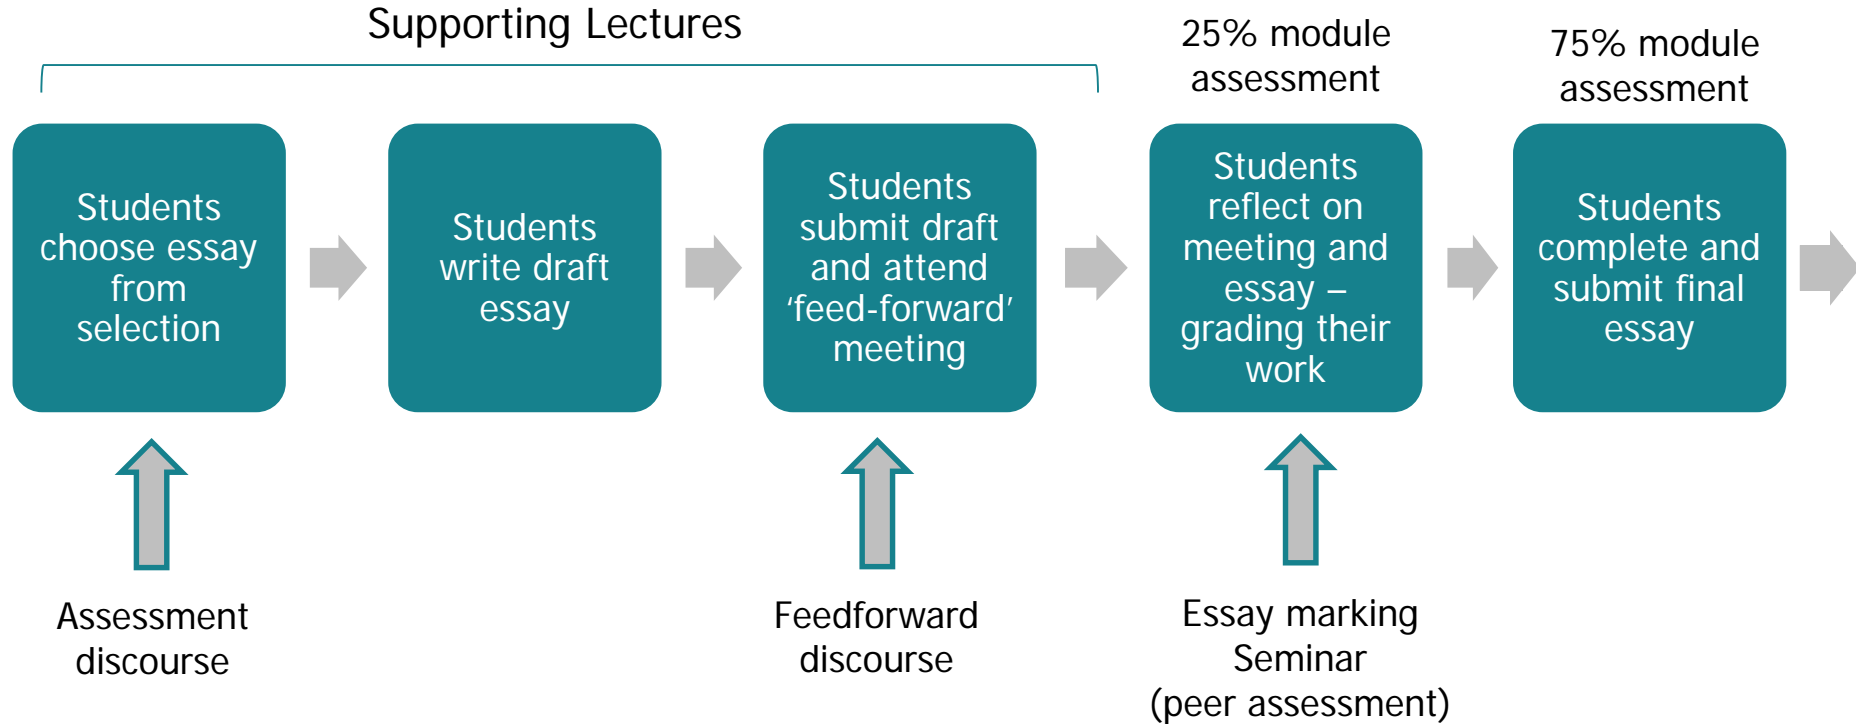 Supporting Lectures
25% module
assessment
75% module
assessment
Students
choose essay
from
selection
Students
write draft
essay
Students
submit draft
and attend
‘feed-forward’
meeting
Students
reflect on
meeting and
essay –
grading their
work
Students
complete and
submit final
essay
Assessment
discourse
Feedforward
discourse
Essay marking
Seminar
(peer assessment)